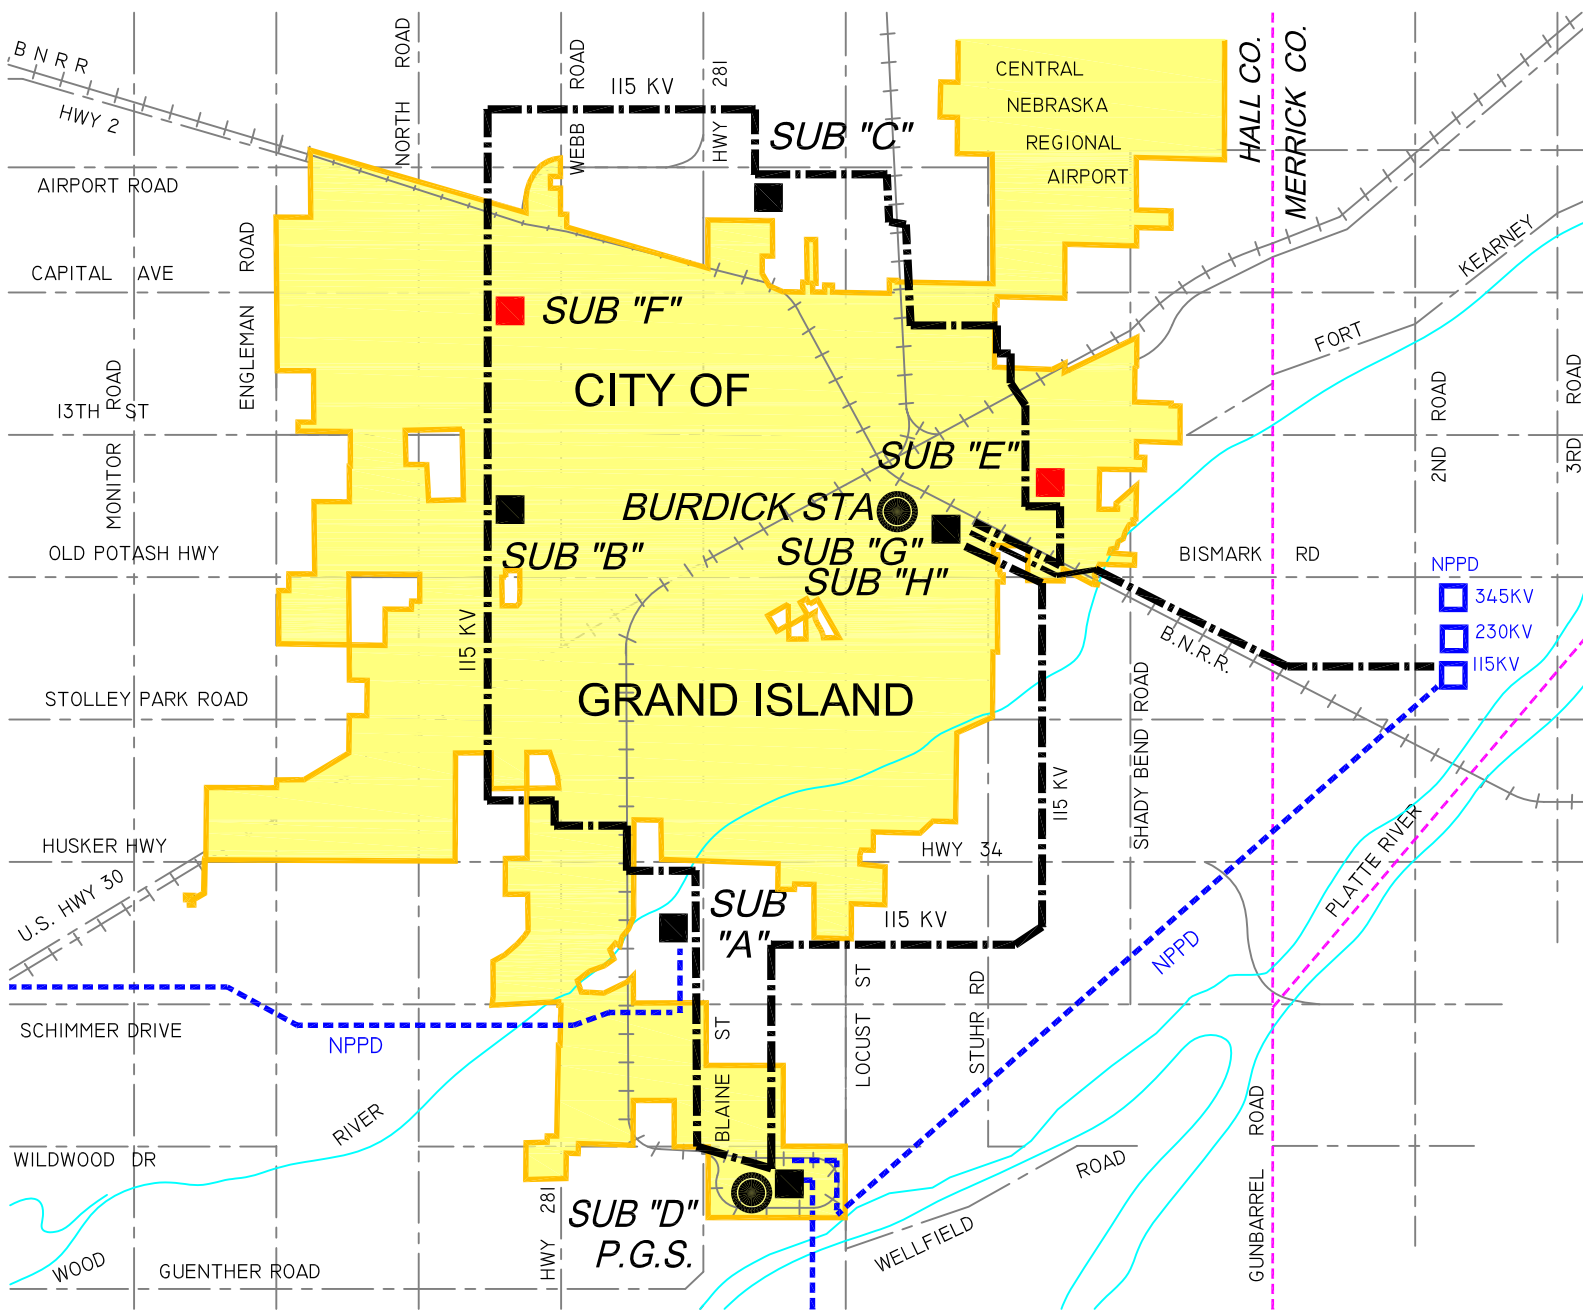 B N R R
HWY 2
NORTH ROAD
WEBB ROAD
115 KV
HWY 281
SUB "C"
CENTRAL
NEBRASKA
REGIONAL
AIRPORT
HALL CO.
MERRICK CO.
AIRPORT ROAD
CAPITAL AVE
ENGLEMAN ROAD
SUB "F"
KEARNEY
FORT
CITY OF
13TH ST
MONITOR ROAD
SUB "E"
2ND ROAD
3RD ROAD
BURDICK STA
OLD POTASH HWY
SUB "B"
SUB "G"
SUB "H"
BISMARK RD
NPPD
345KV
230KV
115KV
115 KV
B.N.R.R.
STOLLEY PARK ROAD
GRAND ISLAND
SHADY BEND ROAD
115 KV
HUSKER HWY
HWY 34
U.S. HWY 30
PLATTE RIVER
SUB
"A"
115 KV
NPPD
SCHIMMER DRIVE
NPPD
BLAINE ST
LOCUST ST
STUHR RD
RIVER
WILDWOOD DR
ROAD
GUNBARREL ROAD
SUB "D"
P.G.S.
HWY 281
WELLFIELD
WOOD
GUENTHER ROAD